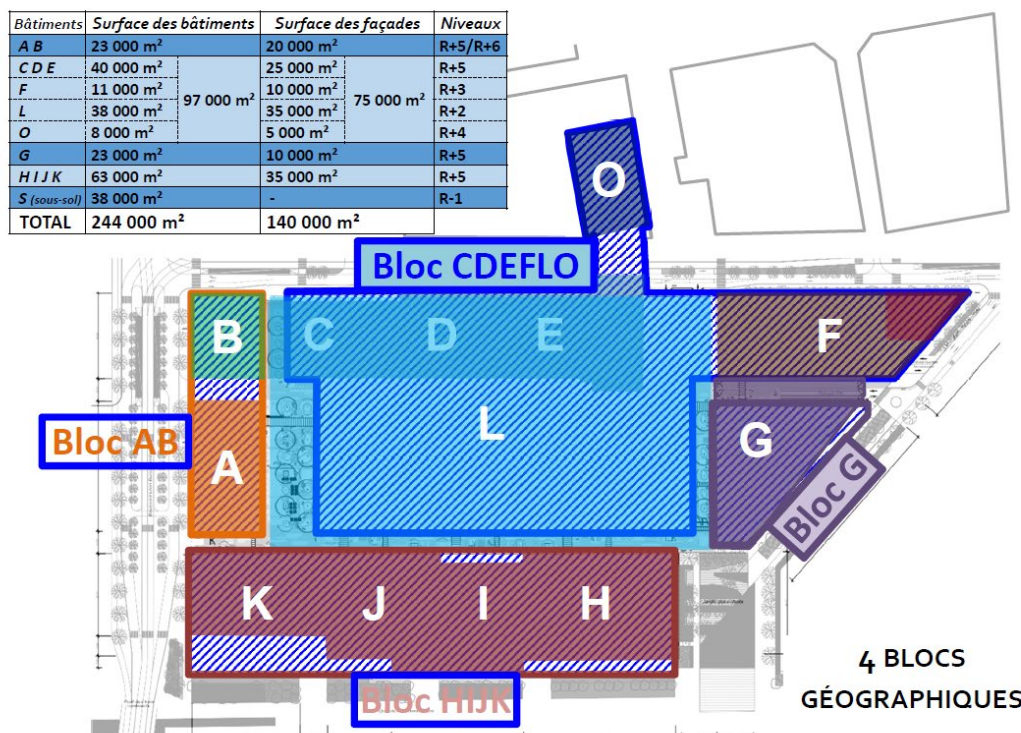 Bâtiments Surface des bâtiments Surface des façades Niveaux
A B 23 000 m² 20 000 m² R+5/R+6
C D E 40 000 m² 25 000 m² R+5
F 11 000 m² 97 000 m² 10 000 m² 75 000 m² R+3
L 38 000 m² 35 000 m² R+2
O 8 000 m² 5 000 m² R+4
G 23 000 m² 10 000 m² R+5
H I J K 63 000 m² 35 000 m² R+5
S (sous-sol) 38 000 m² - R-1
TOTAL 244 000 m² 140 000 m²
O
Bloc CDEFLO
B C D E F
L
G
Bloc AB
A
Bloc G
K J I H
4 BLOCS
GÉOGRAPHIQUES
Bloc HIJK